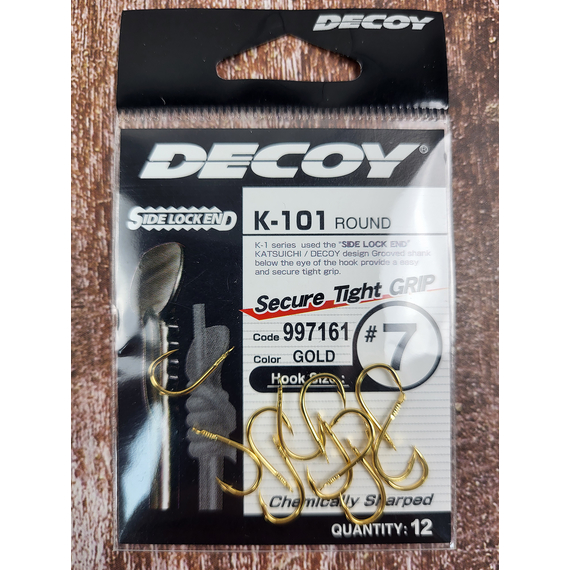 DECOY
DECOY®
SIDE LOCK END
K-101 ROUND
K-1 series used the "SIDE LOCK END"
KATSUICHI / DECOY design Grooved shank
below the eye of the hook provide a easy
and secure tight grip.
Secure Tight GRIP
Code 997161
#7
Color GOLD
Hook Size:
Chemically Sharped
QUANTITY: 12